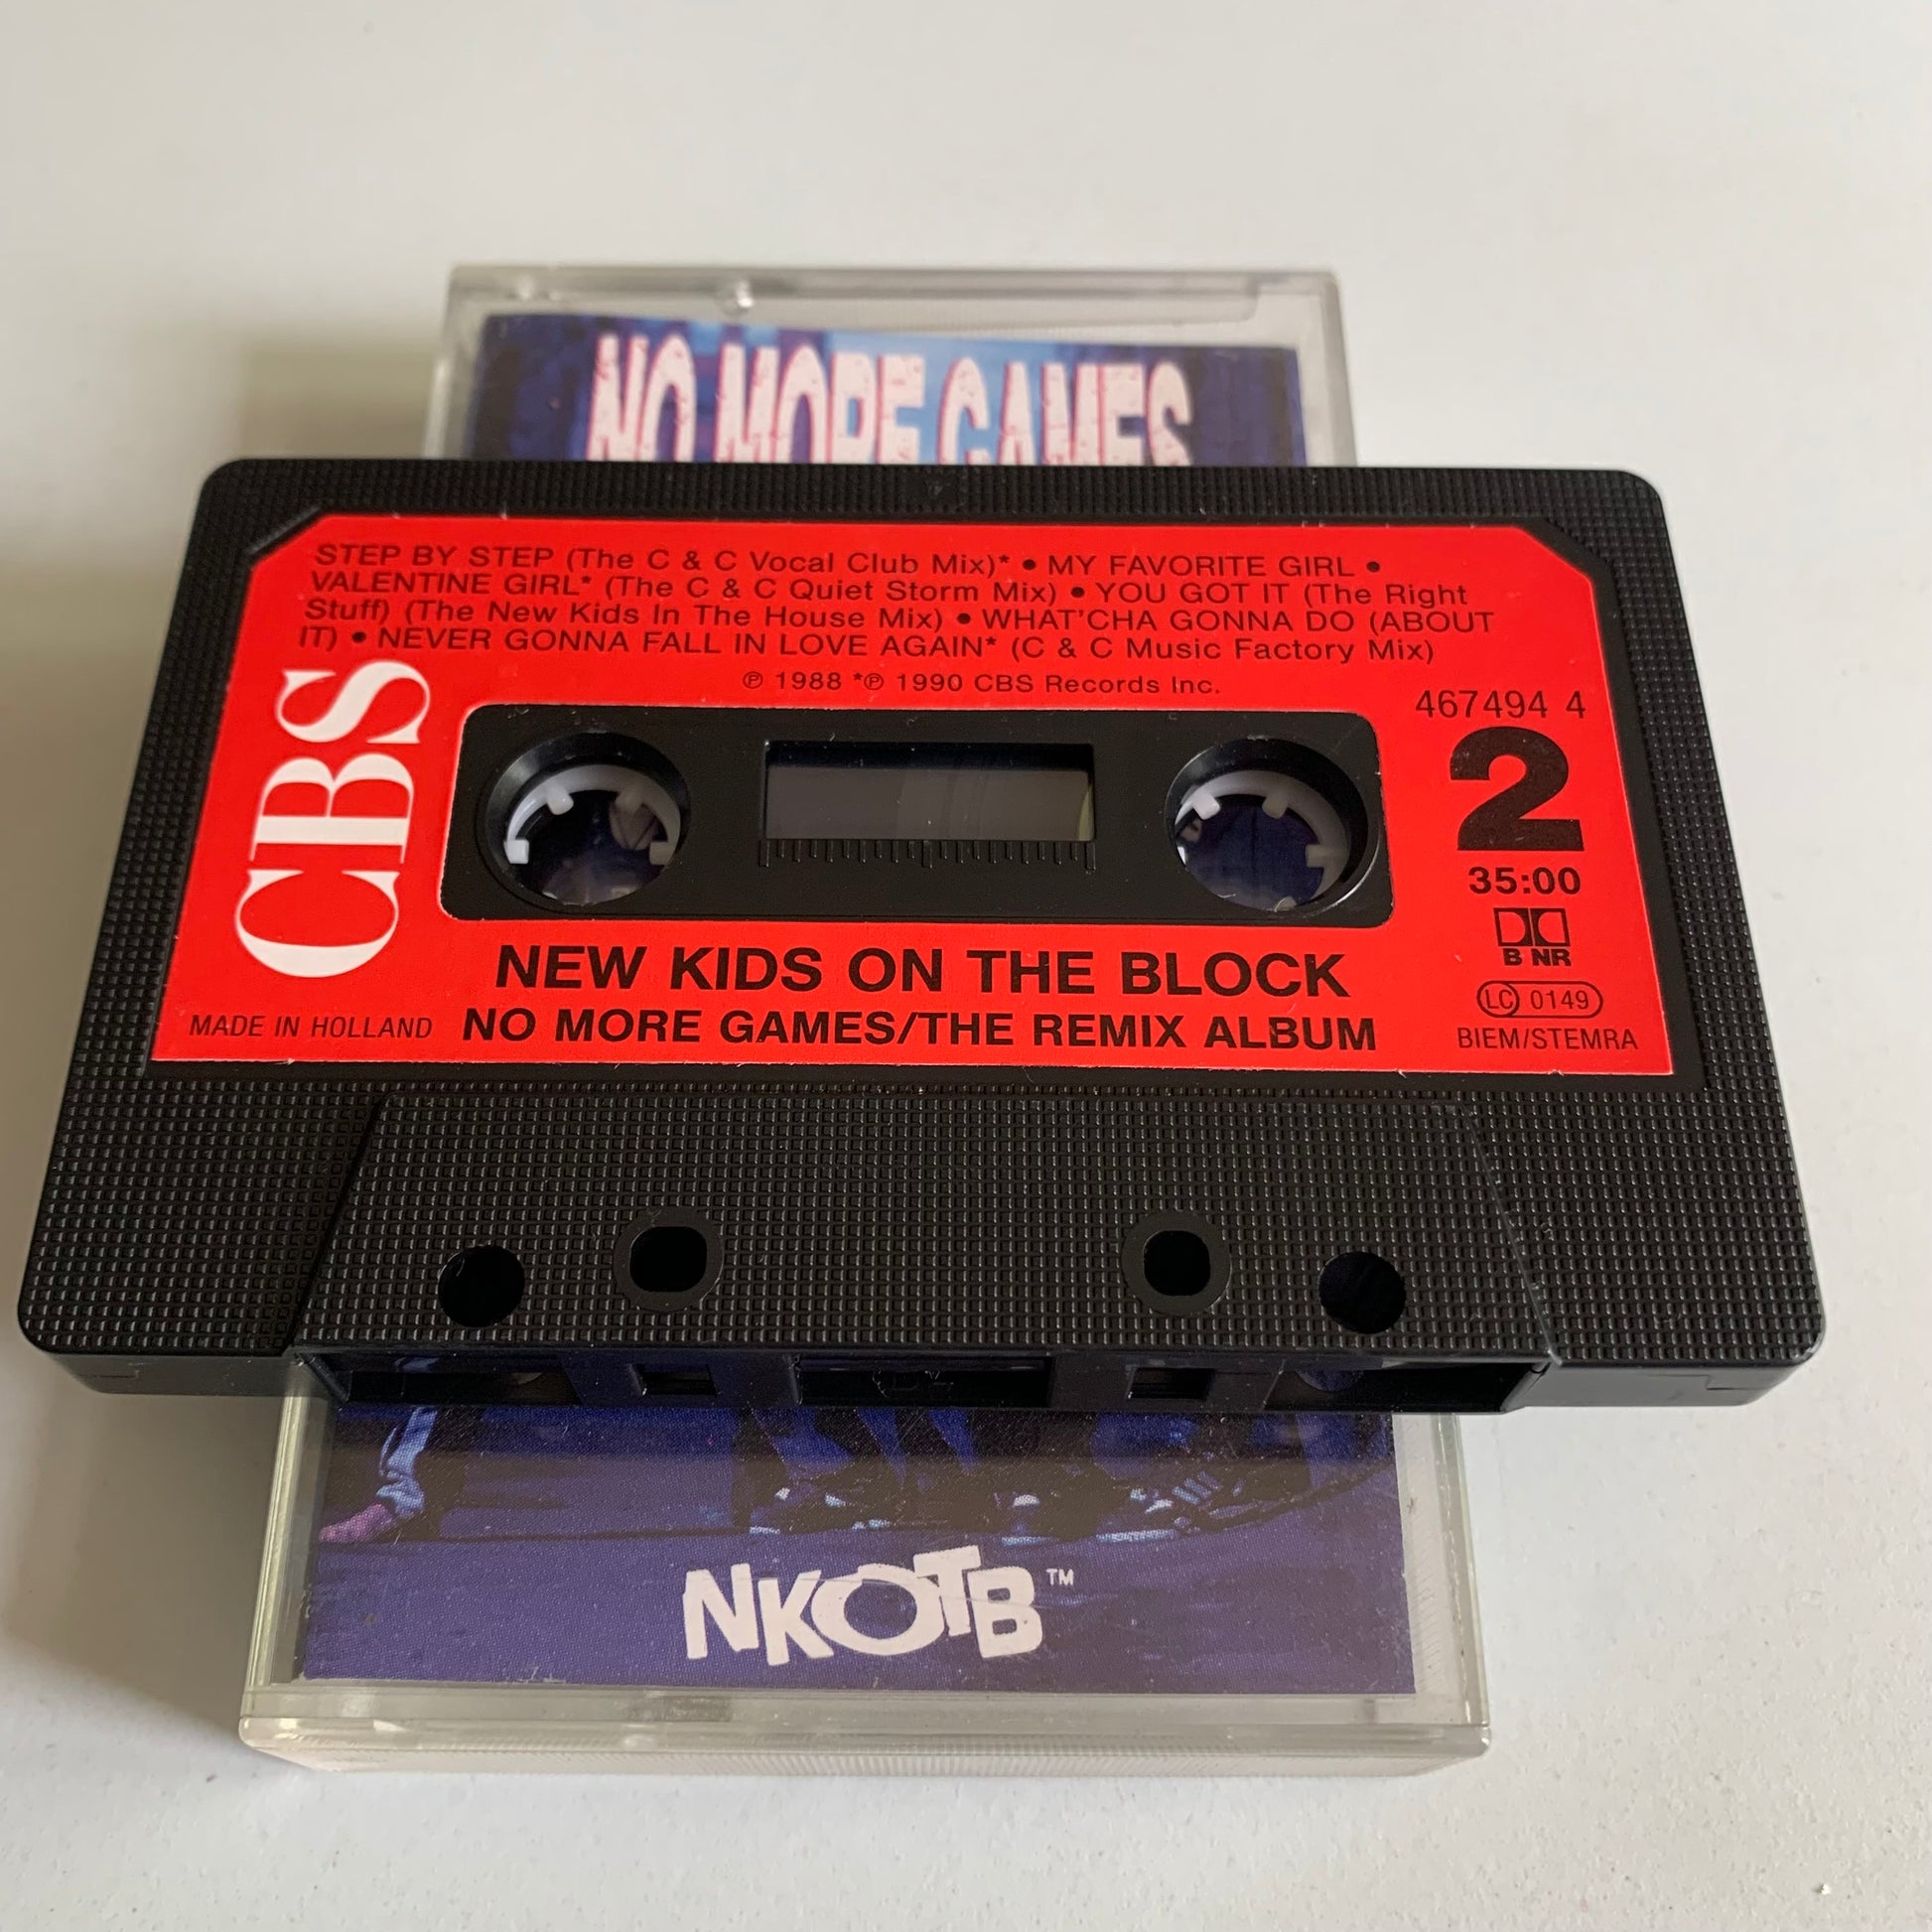 NO MORE GAMES
STEP BY STEP (The C & C Vocal Club Mix)* • MY FAVORITE GIRL •
VALENTINE GIRL* (The C & C Quiet Storm Mix) • YOU GOT IT (The Right
Stuff) (The New Kids In The House Mix) • WHAT'CHA GONNA DO (ABOUT
IT) • NEVER GONNA FALL IN LOVE AGAIN* (C & C Music Factory Mix)
℗ 1988 *℗ 1990 CBS Records Inc.
CBS
467494 4
2
35:00
B NR
LC 0149
BIEM/STEMRA
NEW KIDS ON THE BLOCK
MADE IN HOLLAND
NO MORE GAMES/THE REMIX ALBUM
NKOTB™